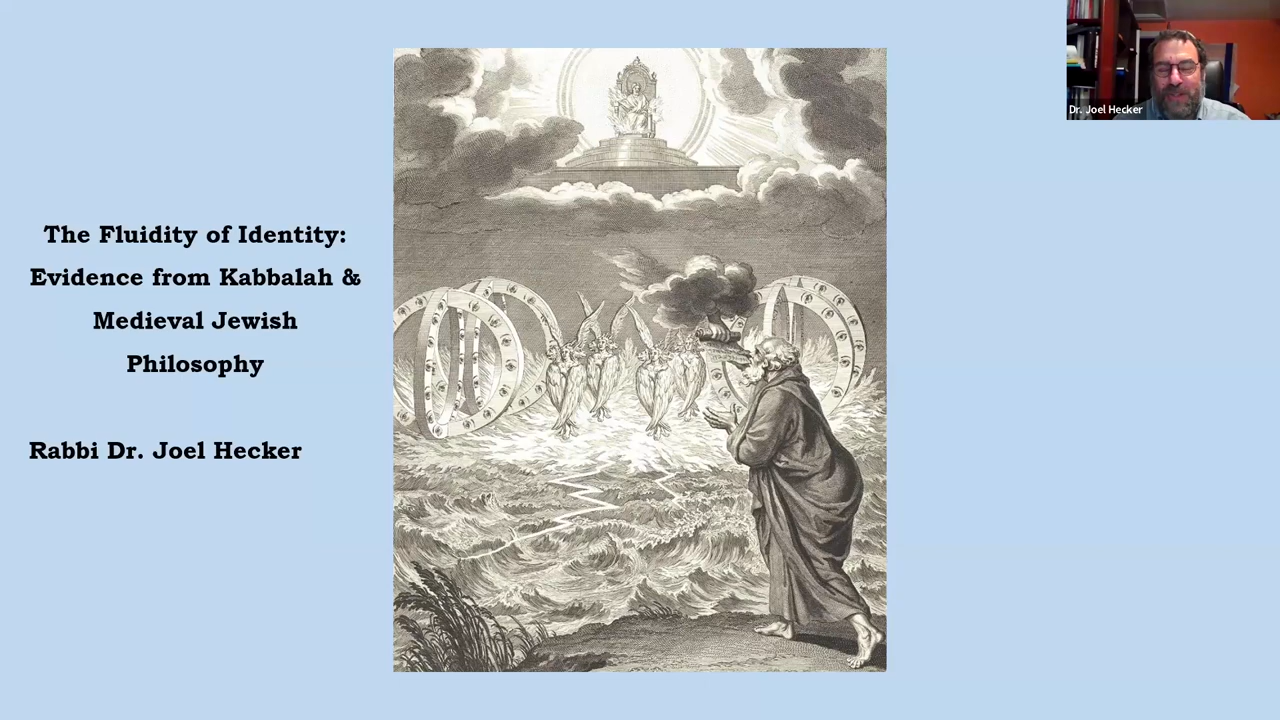 The Fluidity of Identity:
Evidence from Kabbalah &
Medieval Jewish
Philosophy
Rabbi Dr. Joel Hecker
Dr. Joel Hecker